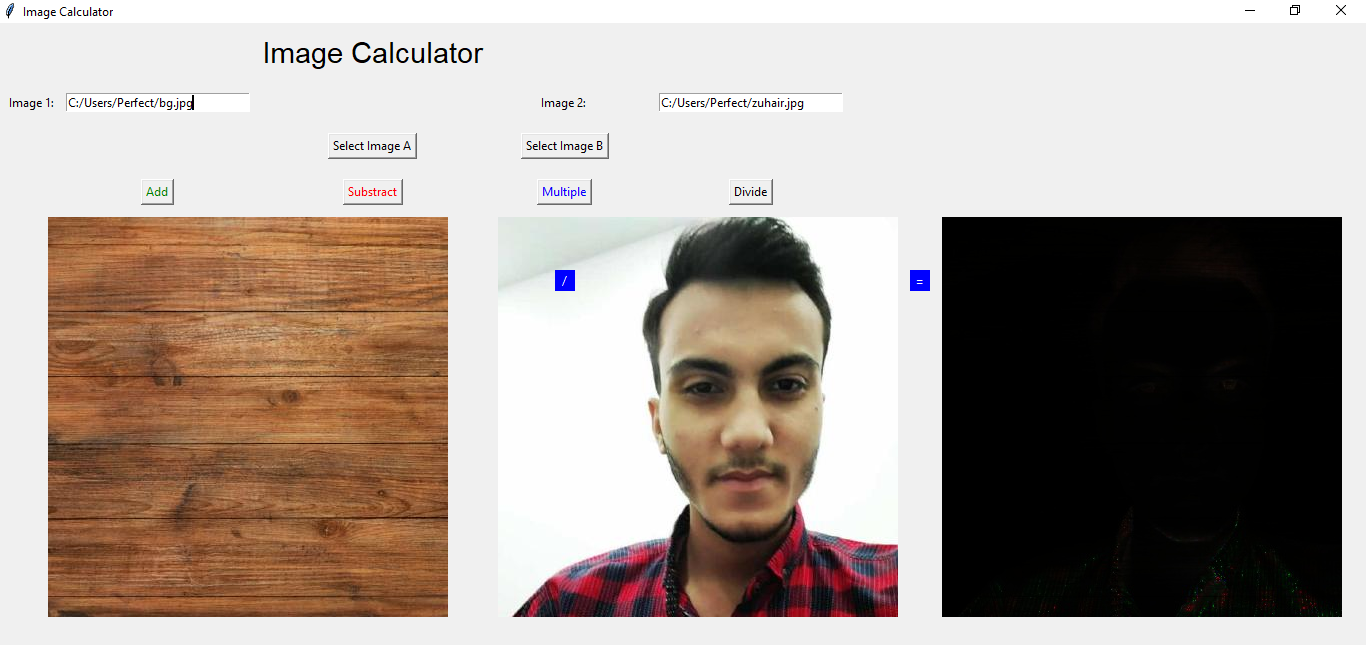 Image Calculator
Image Calculator
Image 1: C:/Users/Perfect/bg.jpg Image 2: C:/Users/Perfect/zuhair.jpg
Select Image A Select Image B
Add Substract Multiple Divide
/ =